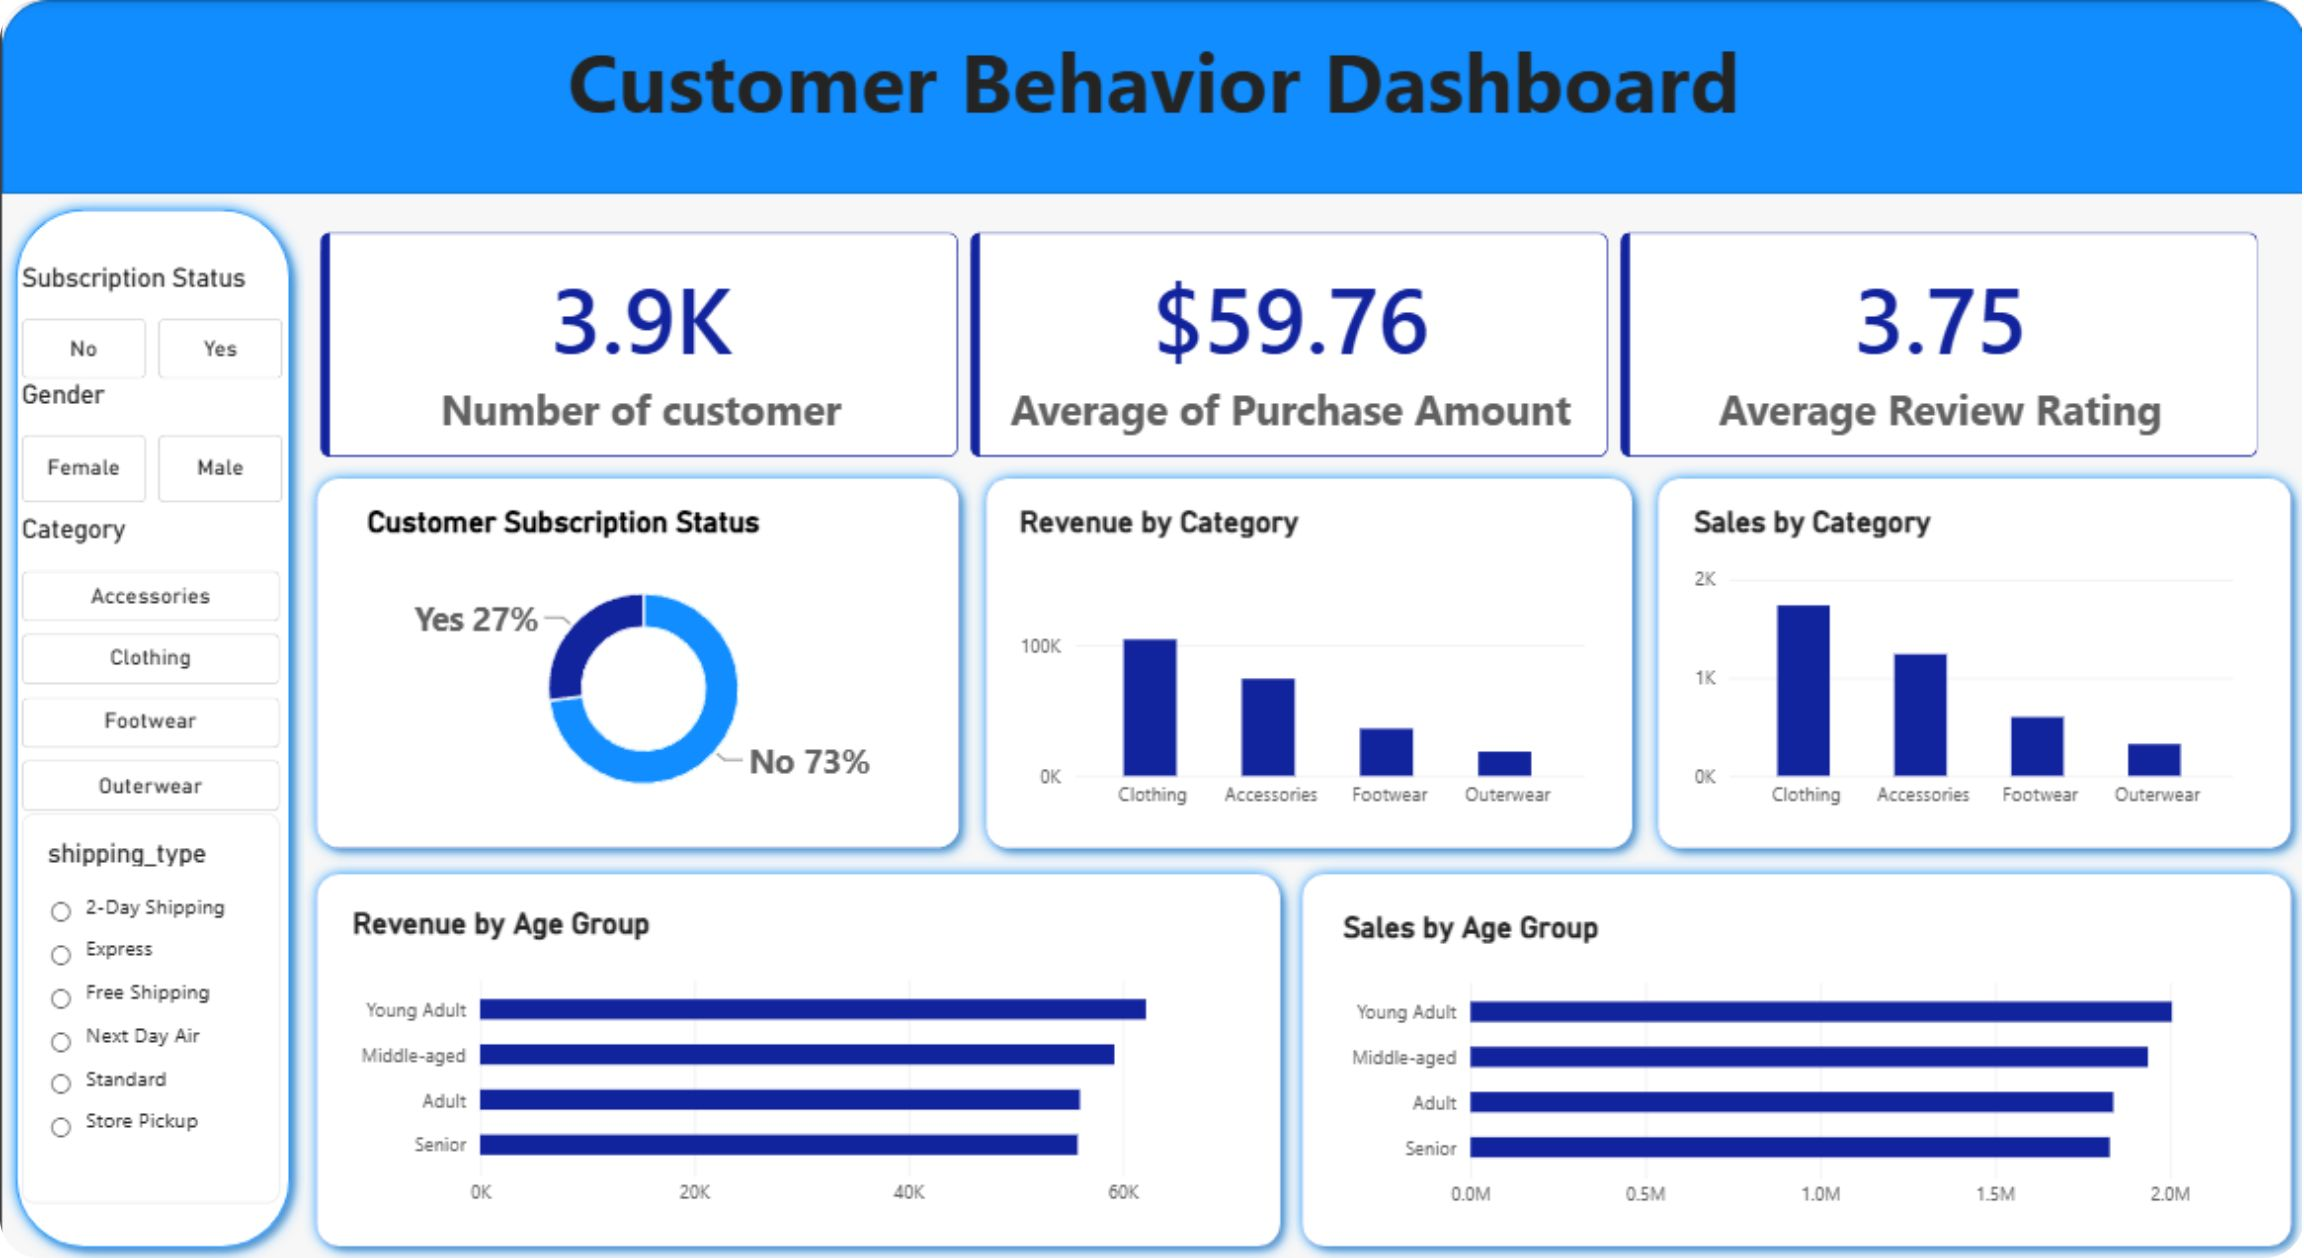 Customer Behavior Dashboard
Subscription Status
No Yes
Gender
Female Male
Category
Accessories
Clothing
Footwear
Outerwear
shipping_type
2-Day Shipping
Express
Free Shipping
Next Day Air
Standard
Store Pickup
3.9K
Number of customer
$59.76
Average of Purchase Amount
3.75
Average Review Rating
Customer Subscription Status
Yes 27%
No 73%
Revenue by Category
100K
0K
Clothing Accessories Footwear Outerwear
Sales by Category
2K
1K
0K
Clothing Accessories Footwear Outerwear
Revenue by Age Group
Young Adult
Middle-aged
Adult
Senior
0K 20K 40K 60K
Sales by Age Group
Young Adult
Middle-aged
Adult
Senior
0.0M 0.5M 1.0M 1.5M 2.0M